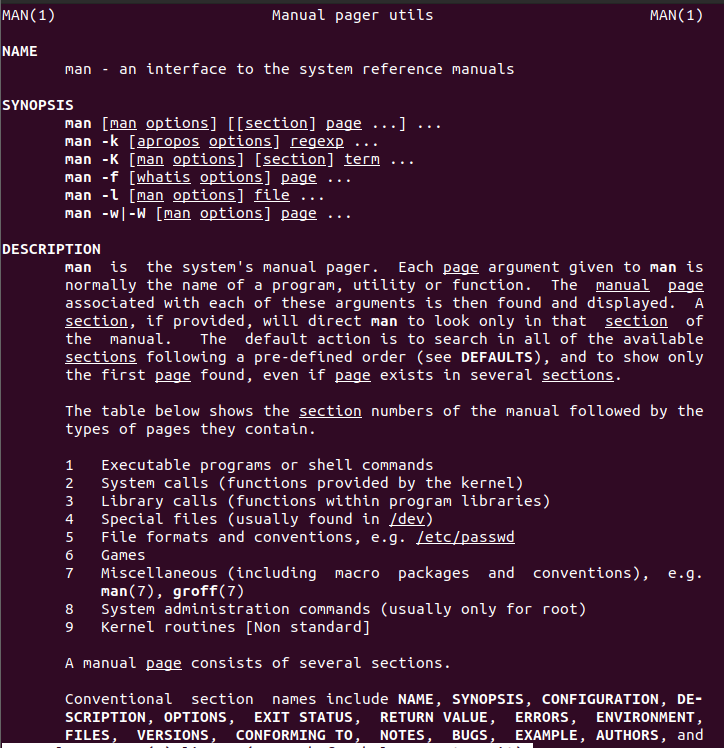 MAN(1) Manual pager utils MAN(1)
NAME
man - an interface to the system reference manuals
SYNOPSIS
man [man options] [[section] page ...] ...
man -k [apropos options] regexp ...
man -K [man options] [section] term ...
man -f [whatis options] page ...
man -l [man options] file ...
man -w|-W [man options] page ...
DESCRIPTION
man is the system's manual pager. Each page argument given to man is
normally the name of a program, utility or function. The manual page
associated with each of these arguments is then found and displayed. A
section, if provided, will direct man to look only in that section of
the manual. The default action is to search in all of the available
sections following a pre-defined order (see DEFAULTS), and to show only
the first page found, even if page exists in several sections.
The table below shows the section numbers of the manual followed by the
types of pages they contain.
1 Executable programs or shell commands
2 System calls (functions provided by the kernel)
3 Library calls (functions within program libraries)
4 Special files (usually found in /dev)
5 File formats and conventions, e.g. /etc/passwd
6 Games
7 Miscellaneous (including macro packages and conventions), e.g.
man(7), groff(7)
8 System administration commands (usually only for root)
9 Kernel routines [Non standard]
A manual page consists of several sections.
Conventional section names include NAME, SYNOPSIS, CONFIGURATION, DE-
SCRIPTION, OPTIONS, EXIT STATUS, RETURN VALUE, ERRORS, ENVIRONMENT,
FILES, VERSIONS, CONFORMING TO, NOTES, BUGS, EXAMPLE, AUTHORS, and